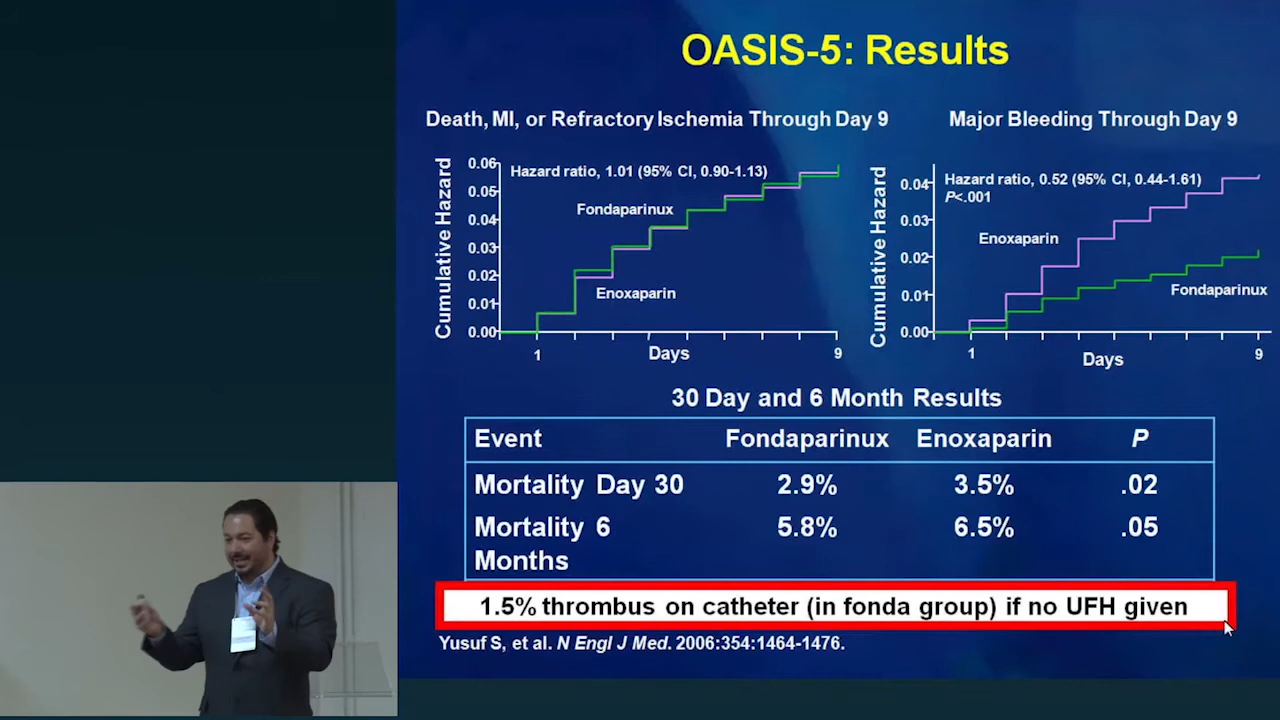 OASIS-5: Results
Death, MI, or Refractory Ischemia Through Day 9
Cumulative Hazard
0.06
0.05
0.04
0.03
0.02
0.01
0.00
Hazard ratio, 1.01 (95% CI, 0.90-1.13)
Fondaparinux
Enoxaparin
1
Days
9
Major Bleeding Through Day 9
Cumulative Hazard
0.04
0.03
0.02
0.01
0.00
Hazard ratio, 0.52 (95% CI, 0.44-1.61)
P<.001
Enoxaparin
Fondaparinux
1
Days
9
30 Day and 6 Month Results
Event Fondaparinux Enoxaparin P
Mortality Day 30 2.9% 3.5% .02
Mortality 6 5.8% 6.5% .05
Months
1.5% thrombus on catheter (in fonda group) if no UFH given
Yusuf S, et al. N Engl J Med. 2006:354:1464-1476.